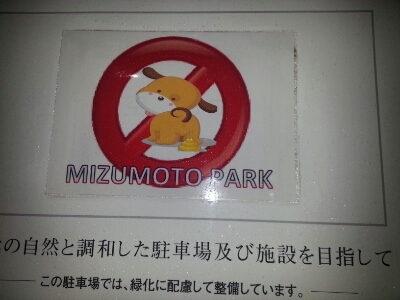 MIZUMOTO PARK
の自然と調和した駐車場及び施設を目指して
この駐車場では、緑化に配慮して整備しています。